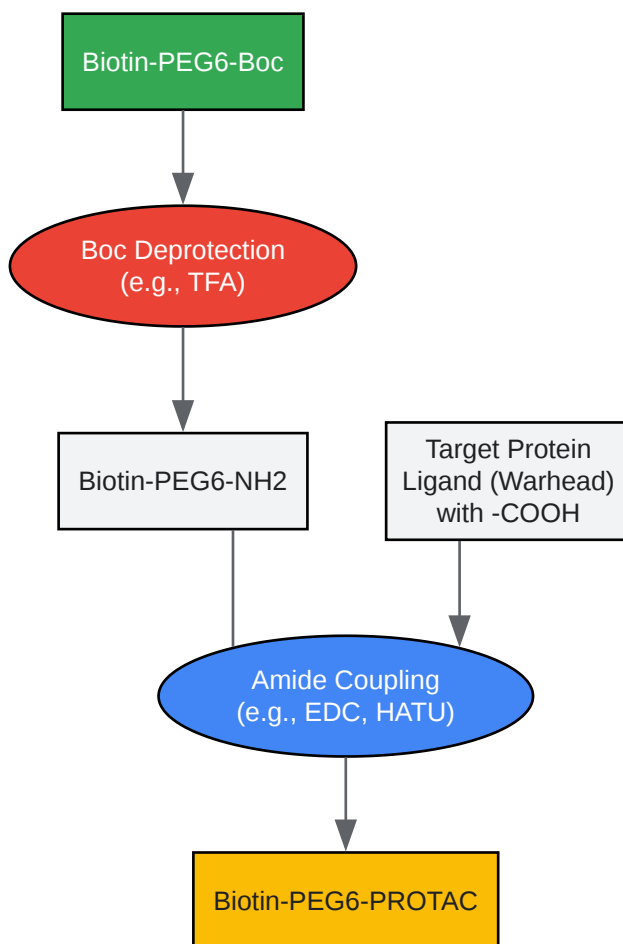 Biotin-PEG6-Boc
Boc Deprotection
(e.g., TFA)
Biotin-PEG6-NH2
Target Protein
Ligand (Warhead)
with -COOH
Amide Coupling
(e.g., EDC, HATU)
Biotin-PEG6-PROTAC